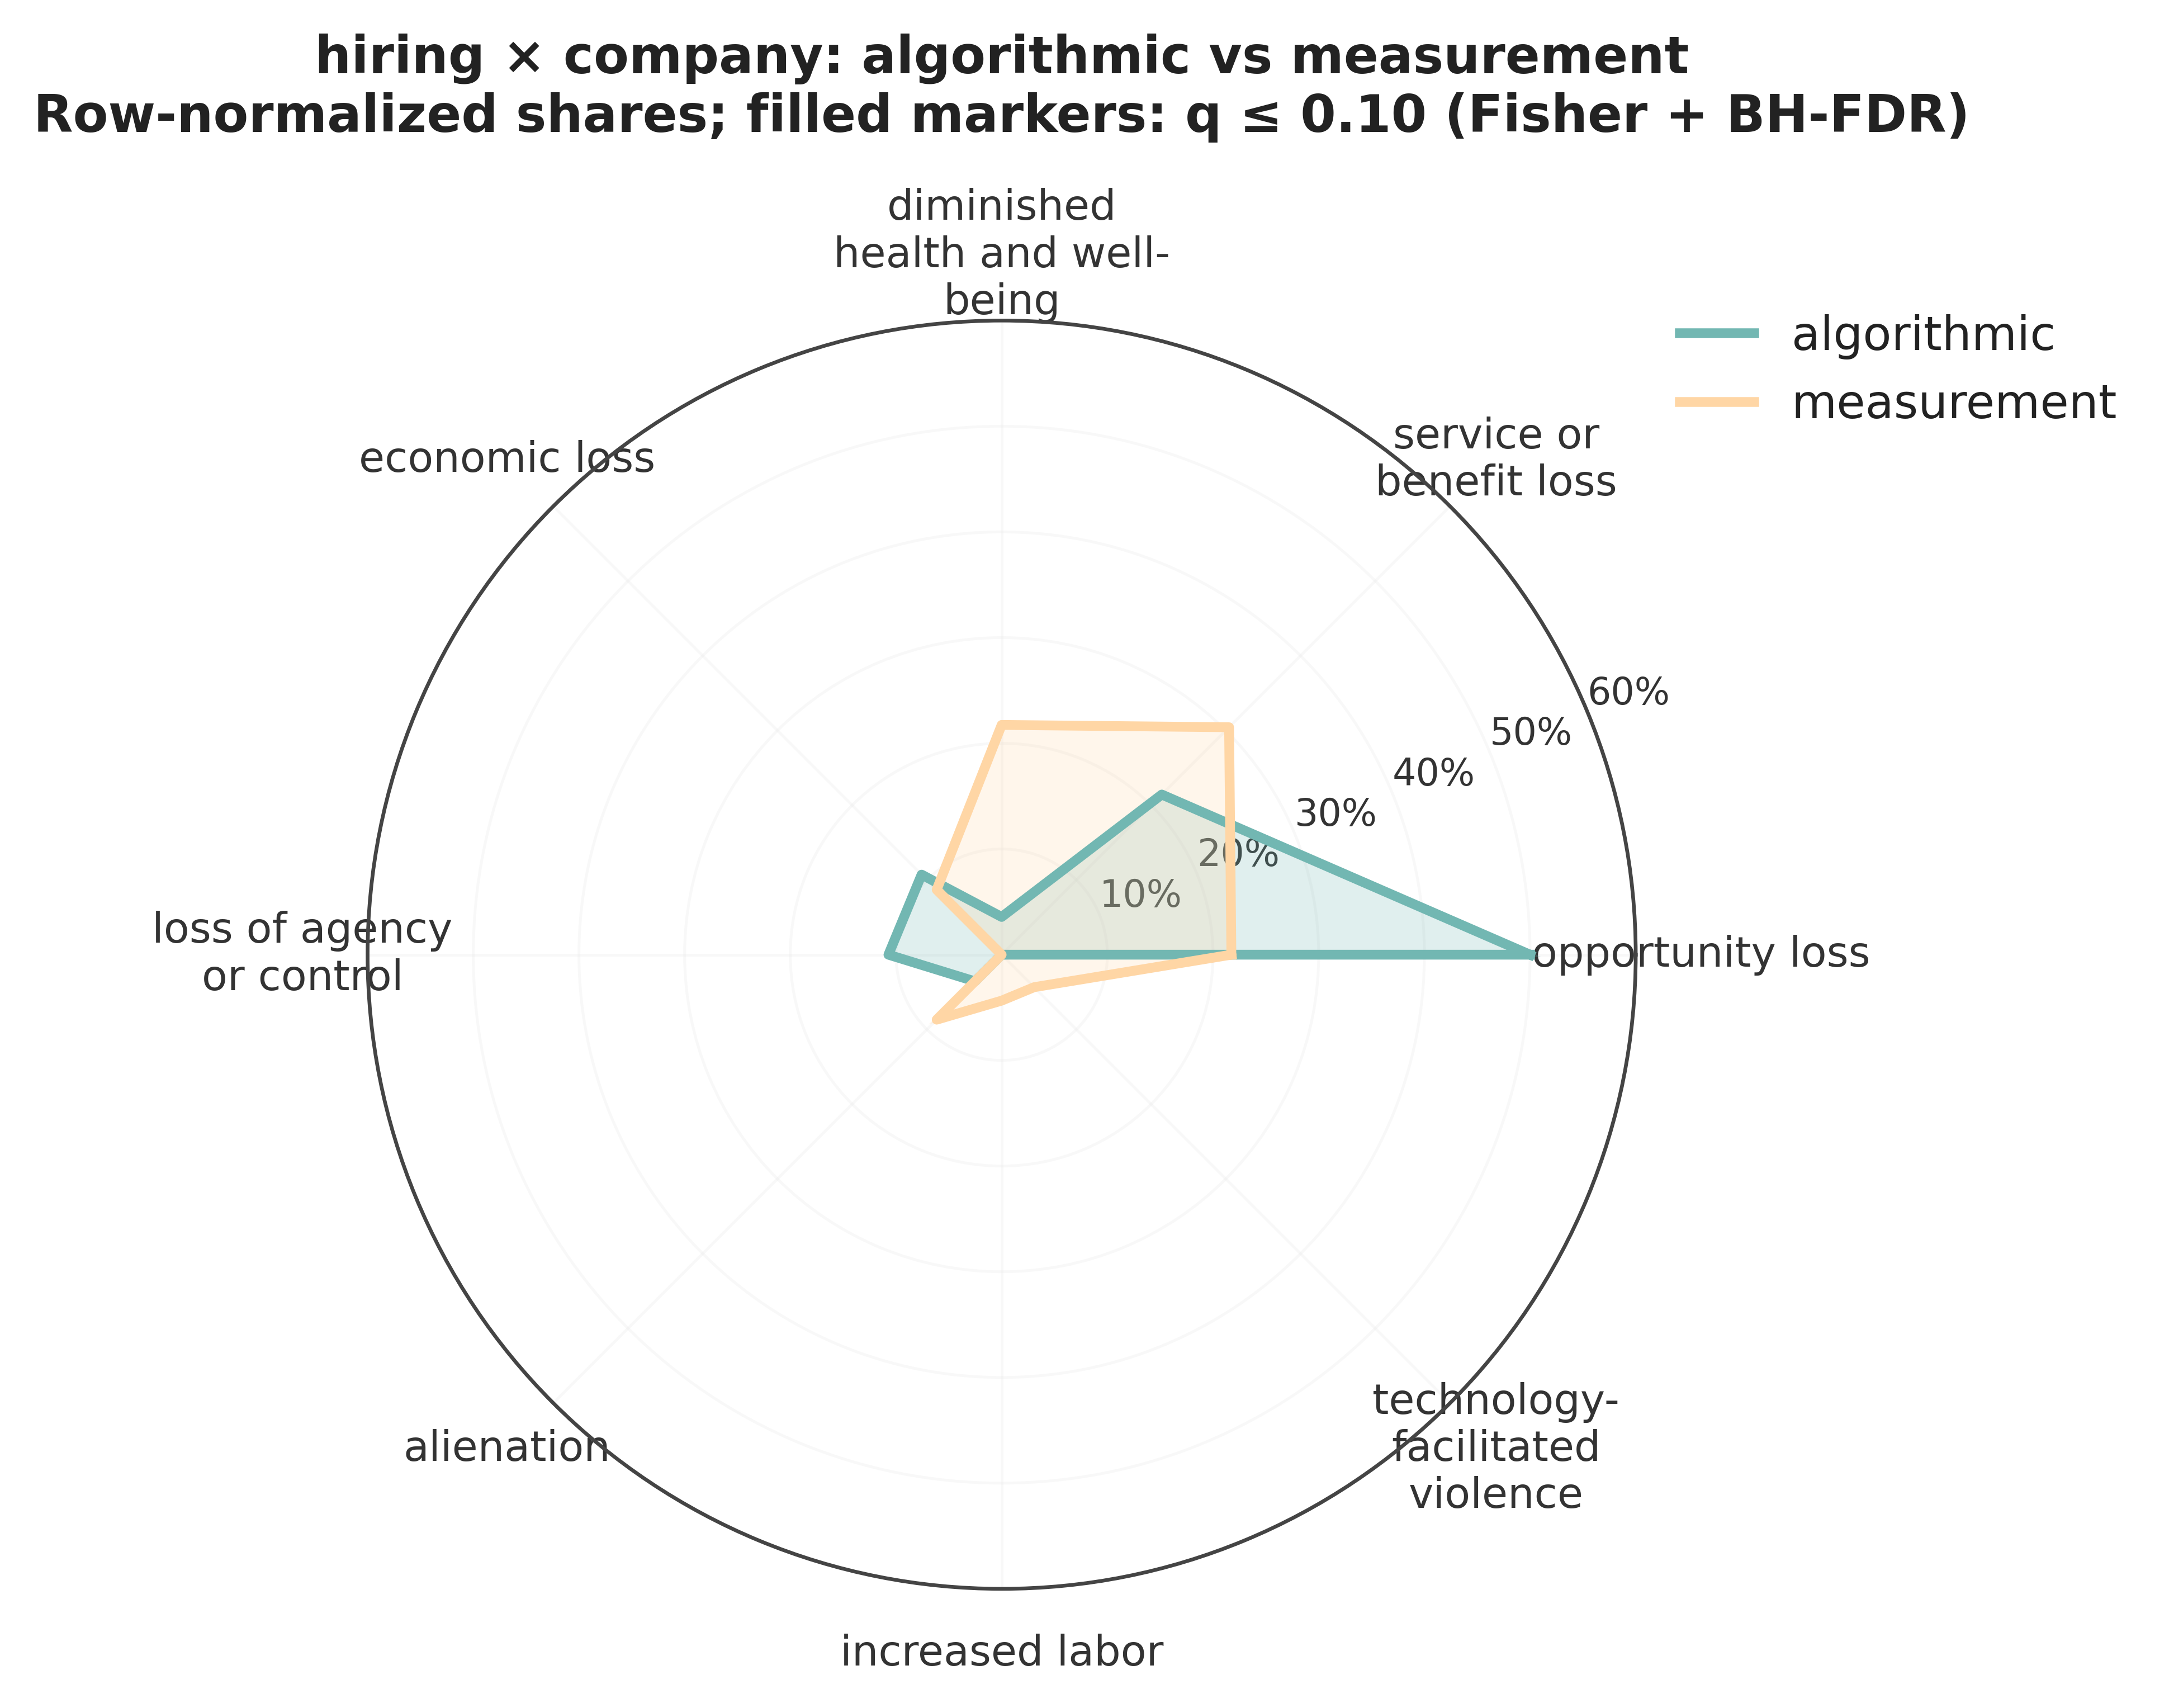 hiring × company: algorithmic vs measurement
Row-normalized shares; filled markers: q ≤ 0.10 (Fisher + BH-FDR)
diminished
health and well-
being
algorithmic
measurement
service or
benefit loss
economic loss
60%
50%
40%
30%
20%
10%
loss of agency
or control
opportunity loss
alienation
technology-
facilitated
violence
increased labor